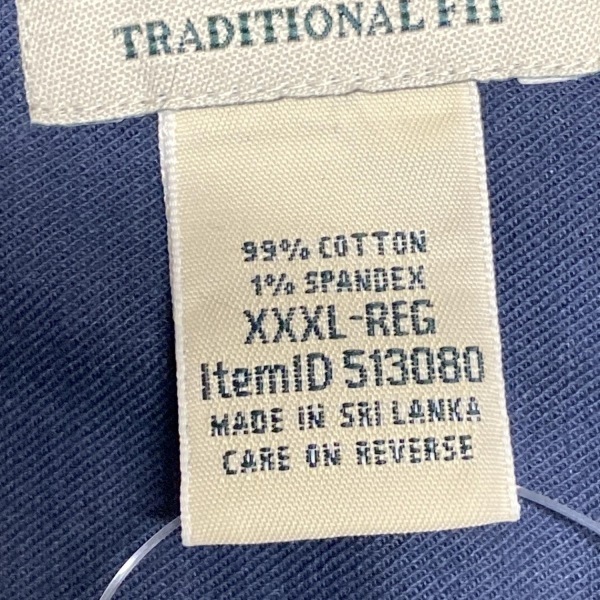 TRADITIONAL FIT
99% COTTON
1% SPANDEX
XXXL-REG
ItemID 513080
MADE IN SRI LANKA
CARE ON REVERSE